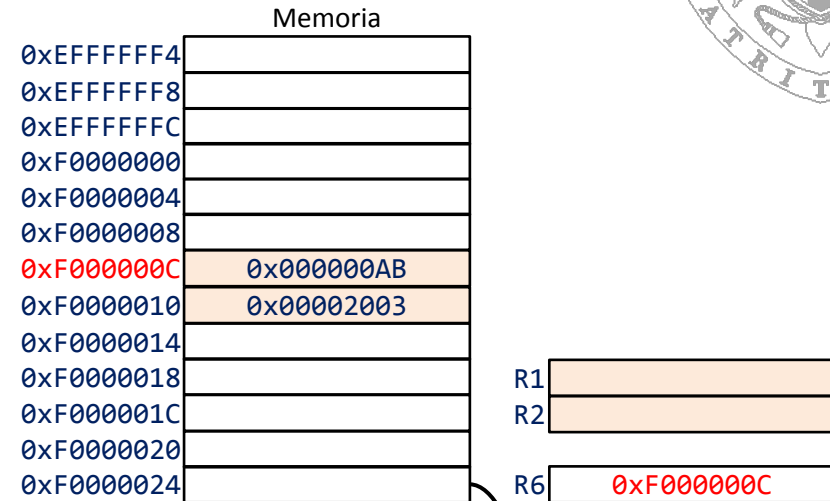 Memoria
0xEFFFFFF4
0xEFFFFFF8
0xEFFFFFFC
0xF0000000
0xF0000004
0xF0000008
0xF000000C 0x000000AB
0xF0000010 0x00002003
0xF0000014
0xF0000018 R1
0xF000001C R2
0xF0000020
0xF0000024 R6 0xF000000C
A T R I T